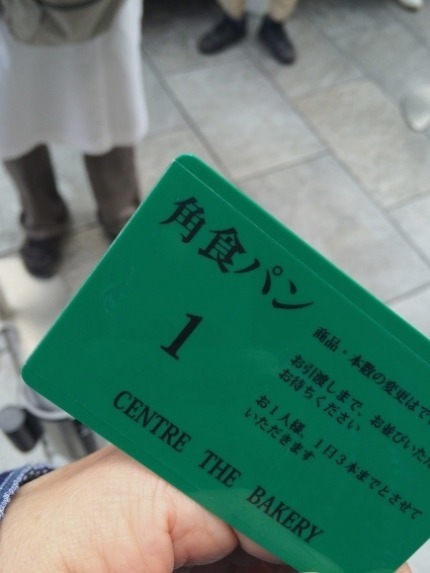 角食パン
1
商品・本数の変更はで
お引渡しまで、お並びいた
お待ちください
お1人様、1日3本までとさせて
いただきます
CENTRE THE BAKERY